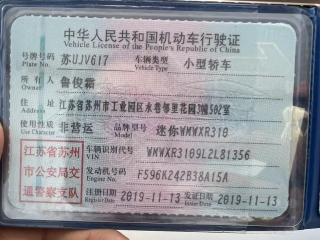 中华人民共和国机动车行驶证
Vehicle License of the People's Republic of China
号牌号码 苏UJV617 车辆类型 小型轿车
Plate No. Vehicle Type
所有人 鲁俊霜
Owner
住址 江苏省苏州市工业园区永巷邻里花园3幢502室
使用性质 非营运 品牌型号 迷你WMWXR310
Use Character Model
江苏省苏州市公安局交通警察支队
车辆识别代号 WMWXR3109L2L81356
VIN
发动机号码 F596K242B38A15A
Engine No.
注册日期 2019-11-13 发证日期 2019-11-13
Register Date Issue Date